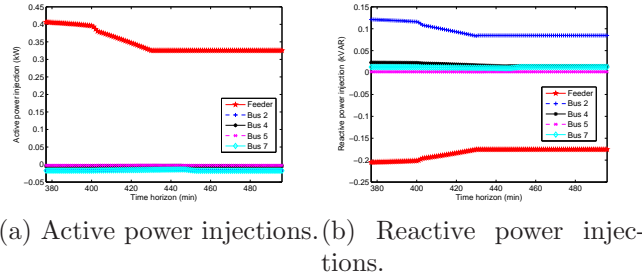 0.45
0.4
0.35
0.3
0.25
0.2
0.15
0.1
0.05
0
−0.05
Active power injection (kW)
380 400 420 440 460 480
Time horizon (min)
Feeder
Bus 2
Bus 4
Bus 5
Bus 7
0.15
0.1
0.05
0
−0.05
−0.1
−0.15
−0.2
−0.25
Reactive power injection (kVAR)
380 400 420 440 460 480
Time horizon (min)
Feeder
Bus 2
Bus 4
Bus 5
Bus 7
(a) Active power injections.
(b) Reactive power injec-
tions.